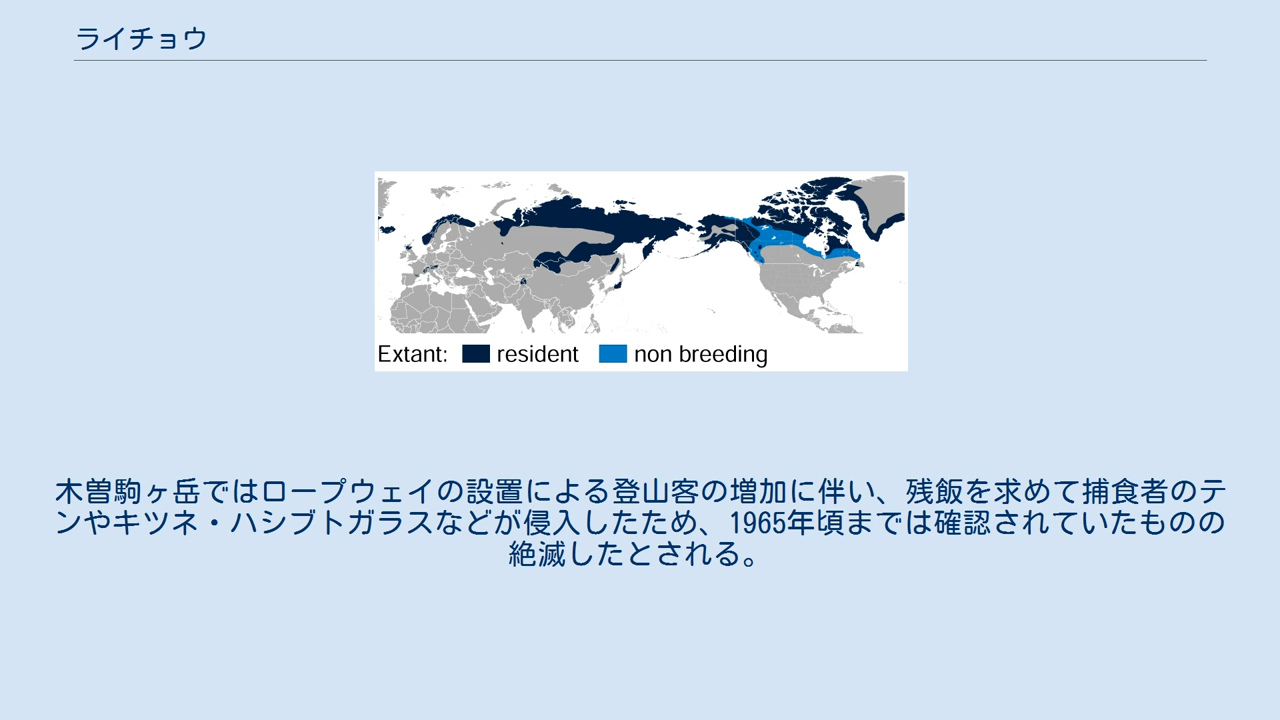 ライチョウ
Extant: resident non breeding
木曽駒ヶ岳ではロープウェイの設置による登山客の増加に伴い、残飯を求めて捕食者のテ
ンやキツネ・ハシブトガラスなどが侵入したため、1965年頃までは確認されていたものの
絶滅したとされる。